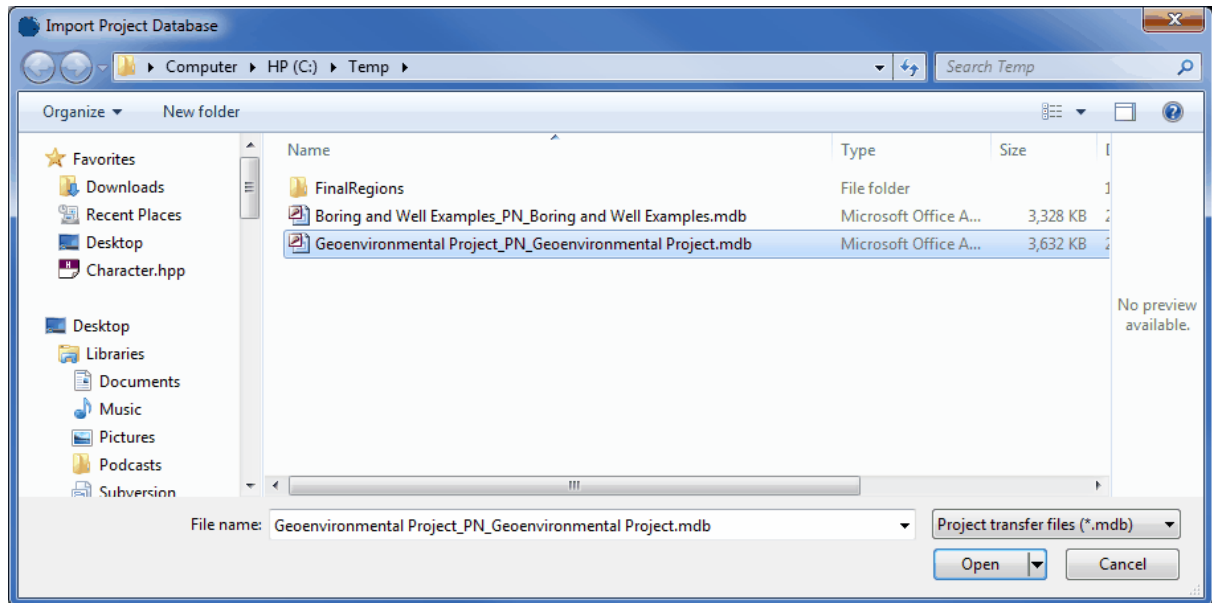 Import Project Database
Computer HP (C:) Temp Search Temp
Organize New folder
Name Type Size
Favorites
Downloads
Recent Places
Desktop
Character.hpp
Desktop
Libraries
Documents
Music
Pictures
Podcasts
Subversion
FinalRegions File folder
Boring and Well Examples_PN_Boring and Well Examples.mdb Microsoft Office A... 3,328 KB
Geoenvironmental Project_PN_Geoenvironmental Project.mdb Microsoft Office A... 3,632 KB
No preview
available.
File name: Geoenvironmental Project_PN_Geoenvironmental Project.mdb Project transfer files (*.mdb)
Open Cancel